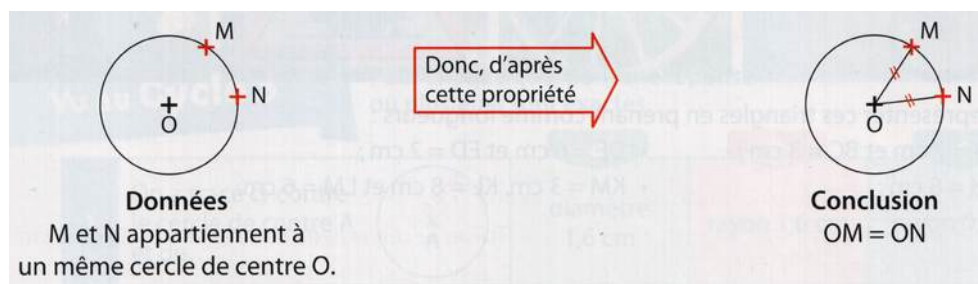 M
N
O
Données
M et N appartiennent à
un même cercle de centre O.
Donc, d'après
cette propriété
M
N
O
Conclusion
OM = ON